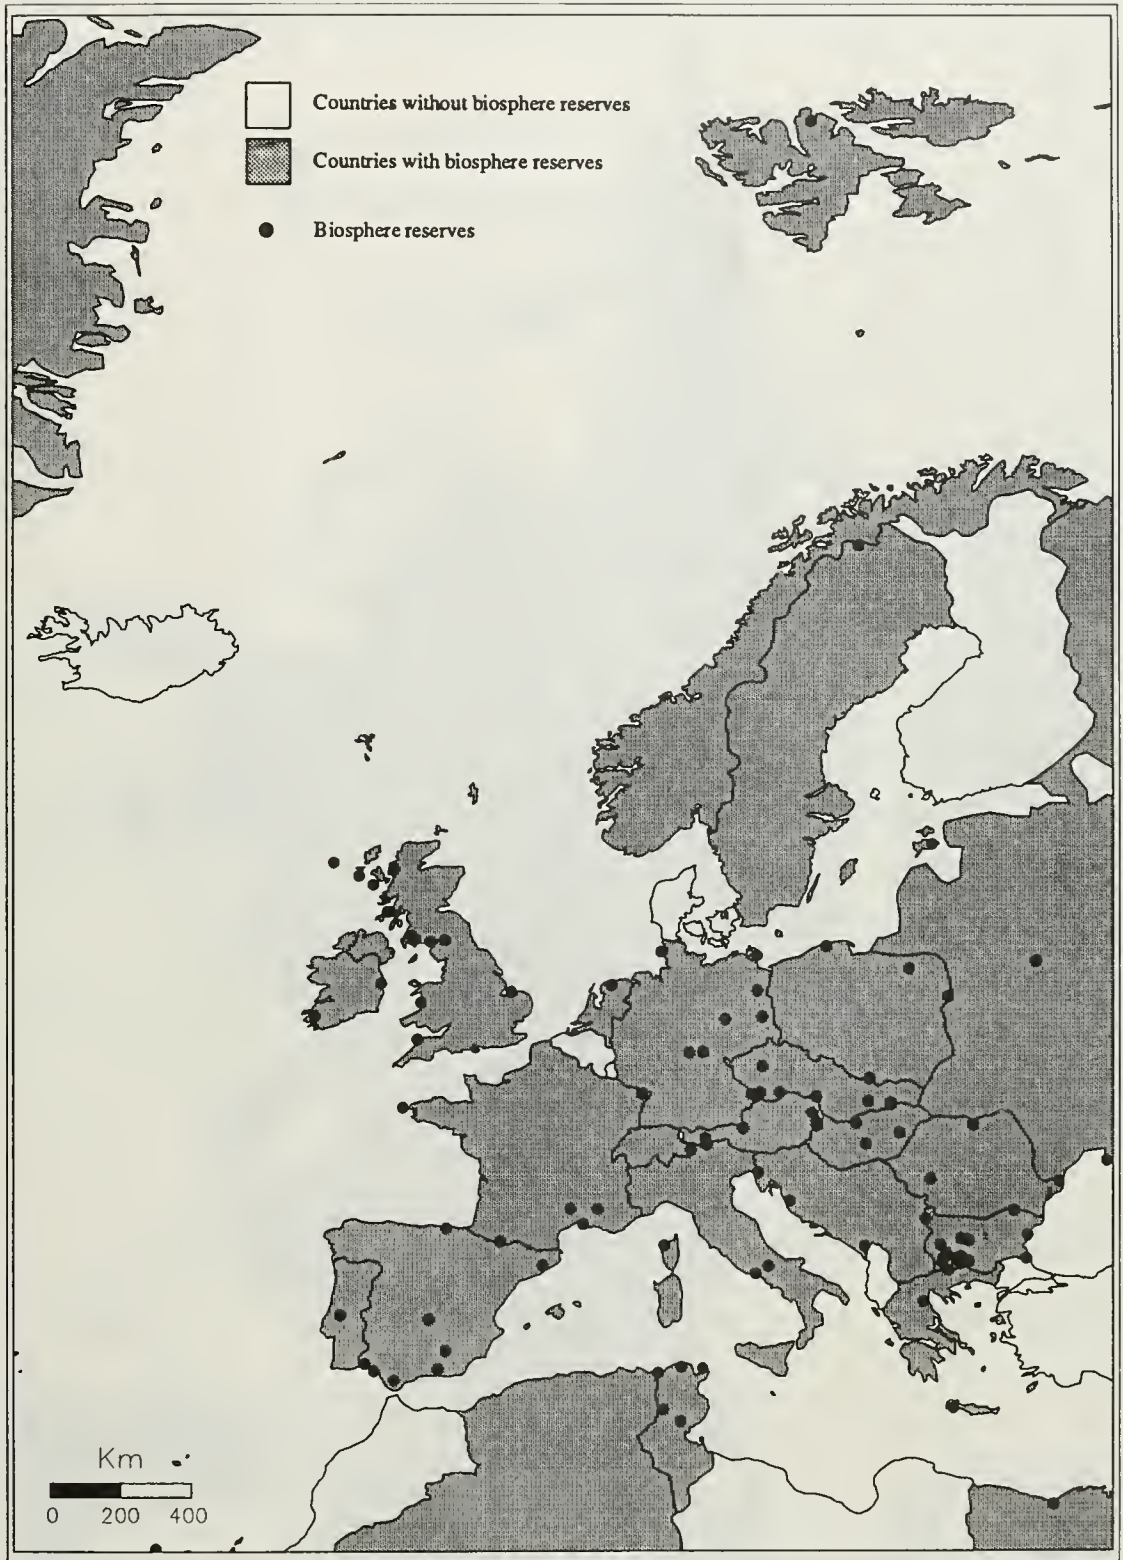 Countries without biosphere reserves
Countries with biosphere reserves
Biosphere reserves
Km
0 200 400